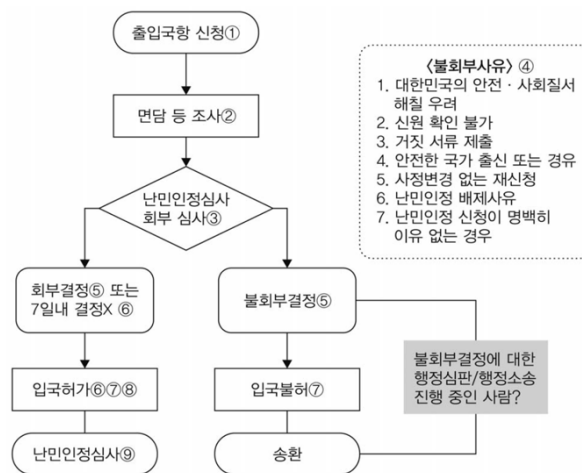 출입국항 신청①
면담 등 조사②
난민인정심사
회부 심사③
<불회부사유> ④
1. 대한민국의 안전 · 사회질서
해칠 우려
2. 신원 확인 불가
3. 거짓 서류 제출
4. 안전한 국가 출신 또는 경유
5. 사정변경 없는 재신청
6. 난민인정 배제사유
7. 난민인정 신청이 명백히
이유 없는 경우
회부결정⑤ 또는
7일내 결정X ⑥
불회부결정⑤
불회부결정에 대한
행정심판/행정소송
진행 중인 사람?
입국허가⑥⑦⑧
입국불허⑦
난민인정심사⑨
송환